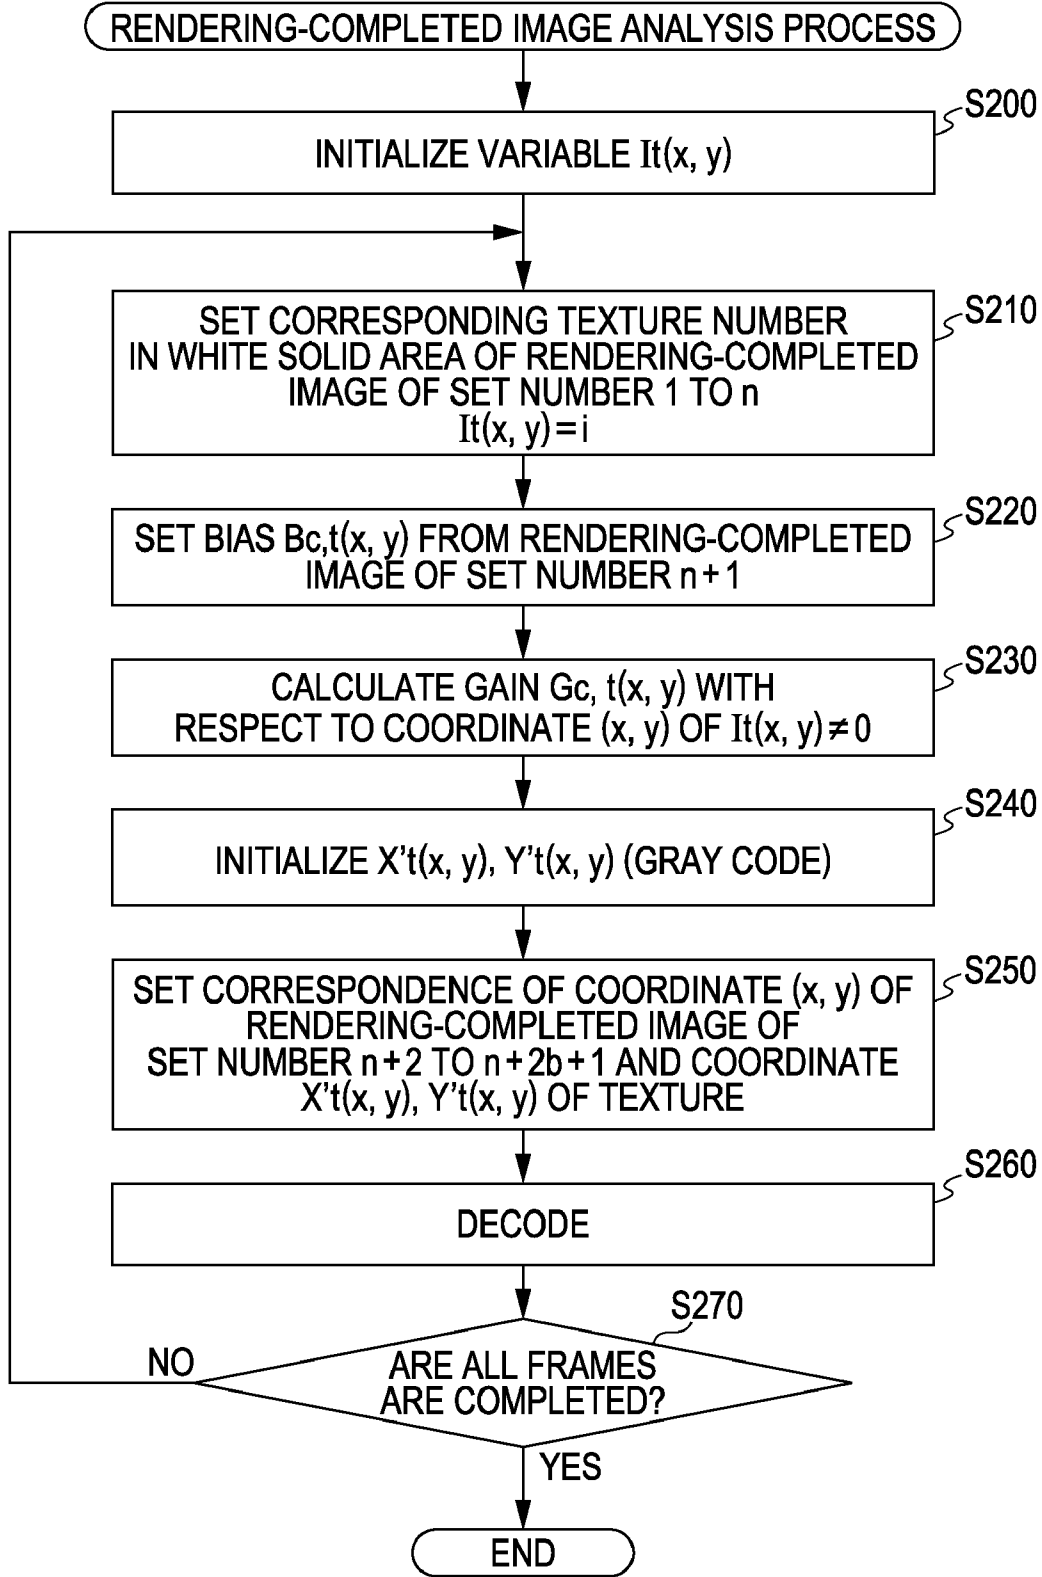 RENDERING-COMPLETED IMAGE ANALYSIS PROCESS
S200
INITIALIZE VARIABLE It(x, y)
S210
SET CORRESPONDING TEXTURE NUMBER
IN WHITE SOLID AREA OF RENDERING-COMPLETED
IMAGE OF SET NUMBER 1 TO n
It(x, y)=i
S220
SET BIAS Bc,t(x, y) FROM RENDERING-COMPLETED
IMAGE OF SET NUMBER n+1
S230
CALCULATE GAIN Gc, t(x, y) WITH
RESPECT TO COORDINATE (x, y) OF It(x, y)≠0
S240
INITIALIZE X't(x, y), Y't(x, y) (GRAY CODE)
S250
SET CORRESPONDENCE OF COORDINATE (x, y) OF
RENDERING-COMPLETED IMAGE OF
SET NUMBER n+2 TO n+2b+1 AND COORDINATE
X't(x, y), Y't(x, y) OF TEXTURE
S260
DECODE
S270
NO
ARE ALL FRAMES
ARE COMPLETED?
YES
END